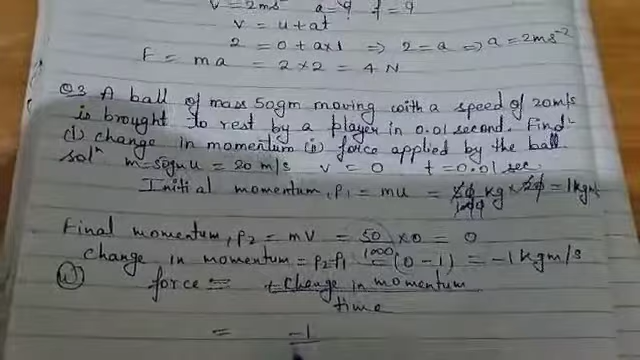 v = 2ms⁻¹ a = ? f = ?
v = u + at
2 = 0 + a×1 ⇒ 2 = a ⇒ a = 2ms⁻²
F = ma = 2 × 2 = 4 N
Q3 A ball of mass 50gm moving with a speed of 20m/s
is brought to rest by a player in 0.01 second. Find
(i) change in momentum (ii) force applied by the ball
solⁿ m = 50gm u = 20 m/s v = 0 t = 0.01 sec
Initial momentum, P₁ = mu = kg × 20 = 1kgm
1000
Final momentum, P₂ = mV = 50 × 0 = 0
1000
change in momentum = P₂-P₁ = (0 - 1) = -1 kgm/s
(ii) force = change in momentum
time
= -1